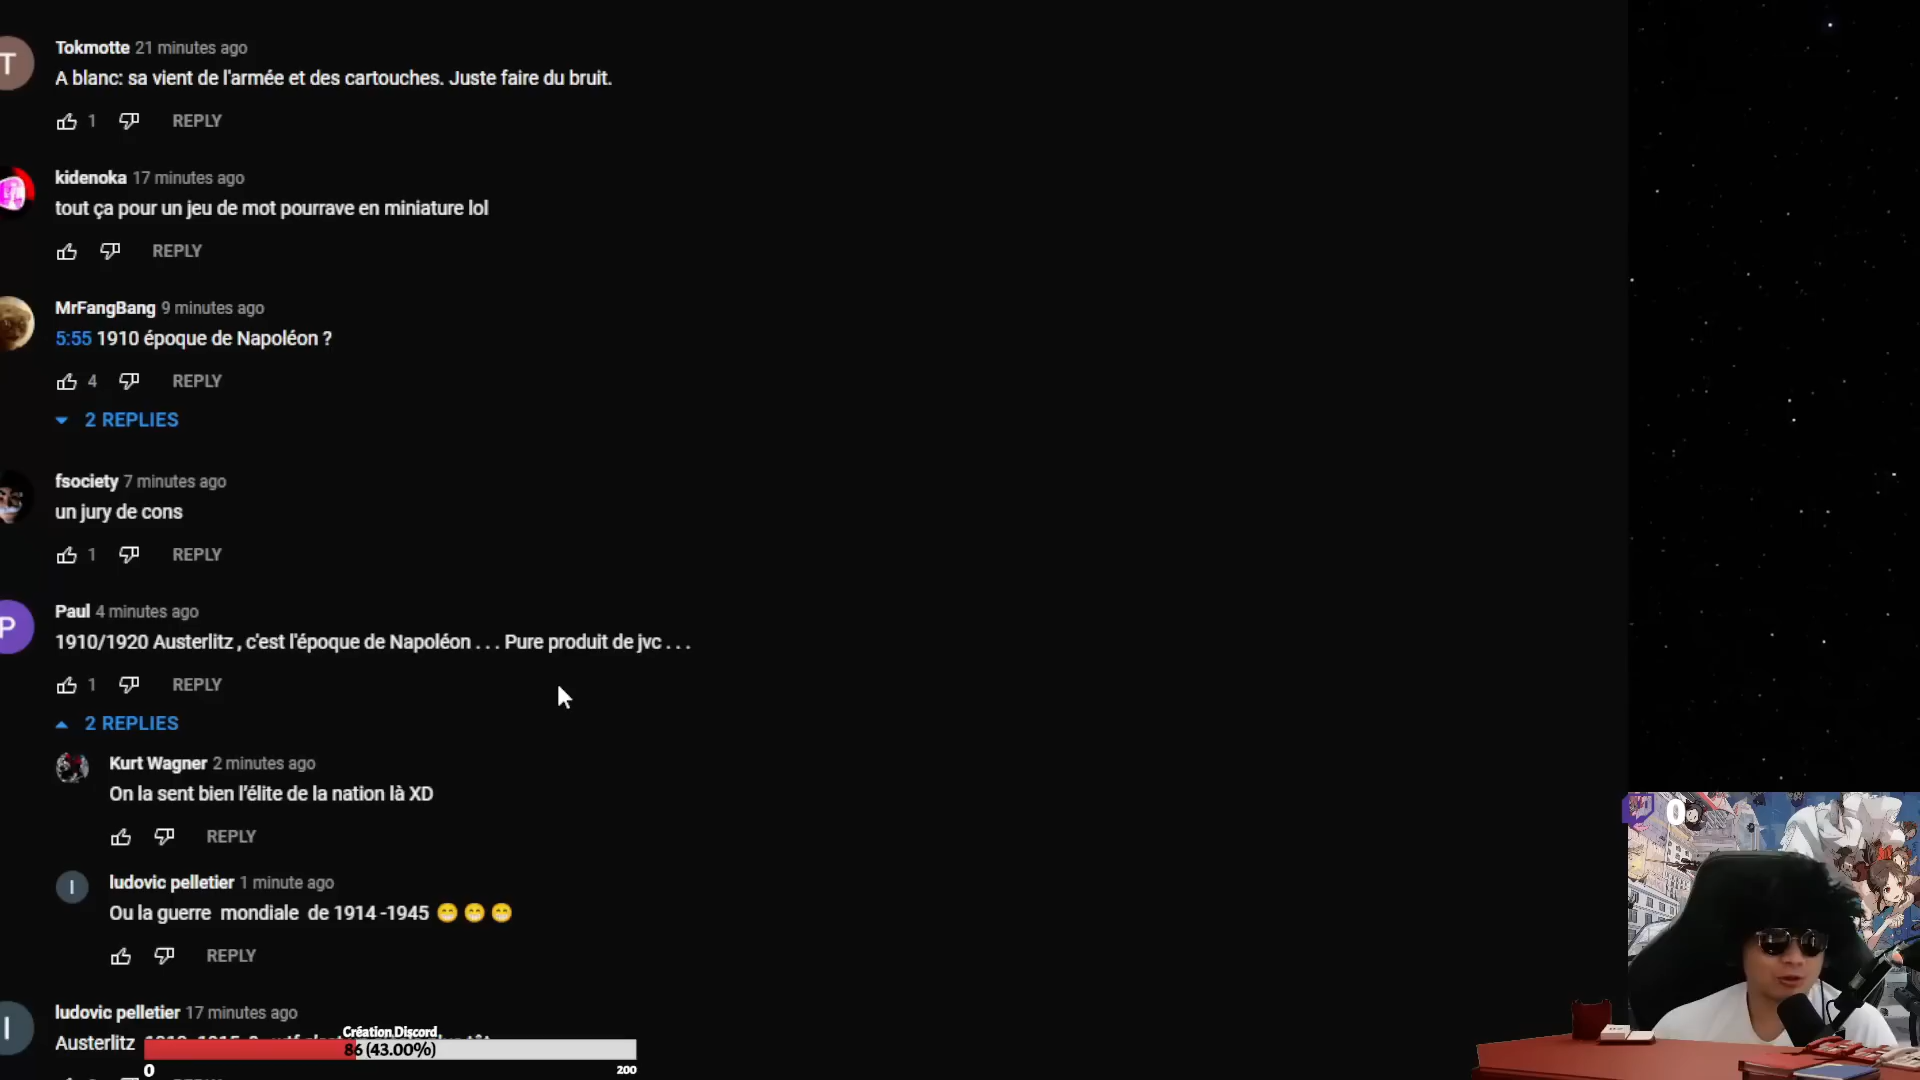 T
Tokmotte 21 minutes ago
A blanc: sa vient de l'armée et des cartouches. Juste faire du bruit.
1 REPLY
kidenoka 17 minutes ago
tout ça pour un jeu de mot pourrave en miniature lol
REPLY
MrFangBang 9 minutes ago
5:55 1910 époque de Napoléon ?
4 REPLY
2 REPLIES
fsociety 7 minutes ago
un jury de cons
1 REPLY
P
Paul 4 minutes ago
1910/1920 Austerlitz , c'est l'époque de Napoléon . . . Pure produit de jvc . . .
1 REPLY
2 REPLIES
Kurt Wagner 2 minutes ago
On la sent bien l'élite de la nation là XD
REPLY
0
I
ludovic pelletier 1 minute ago
Ou la guerre mondiale de 1914 -1945 😁 😁 😁
REPLY
I
ludovic pelletier 17 minutes ago
Création Discord
Austerlitz
86 (43.00%)
0 200